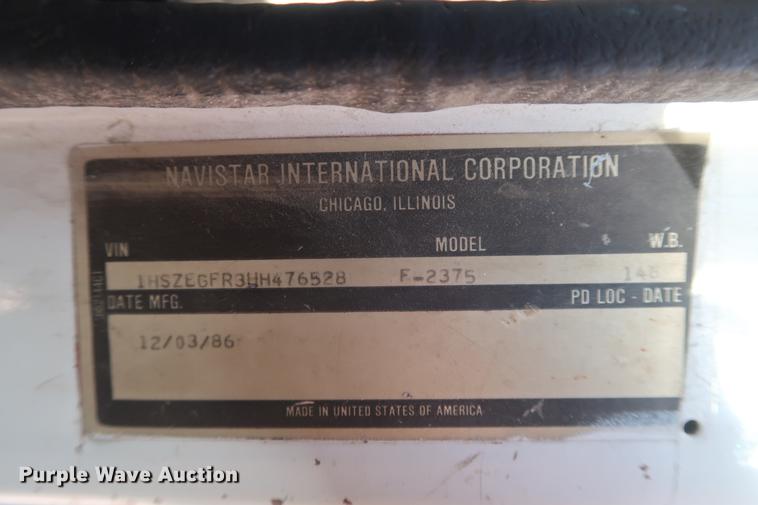 NAVISTAR INTERNATIONAL CORPORATION
CHICAGO, ILLINOIS
VIN MODEL W.B.
1HSZEGFR3HH476528 F-2375 148
DATE MFG. PD LOC - DATE
12/03/86
MADE IN UNITED STATES OF AMERICA
Purple Wave Auction